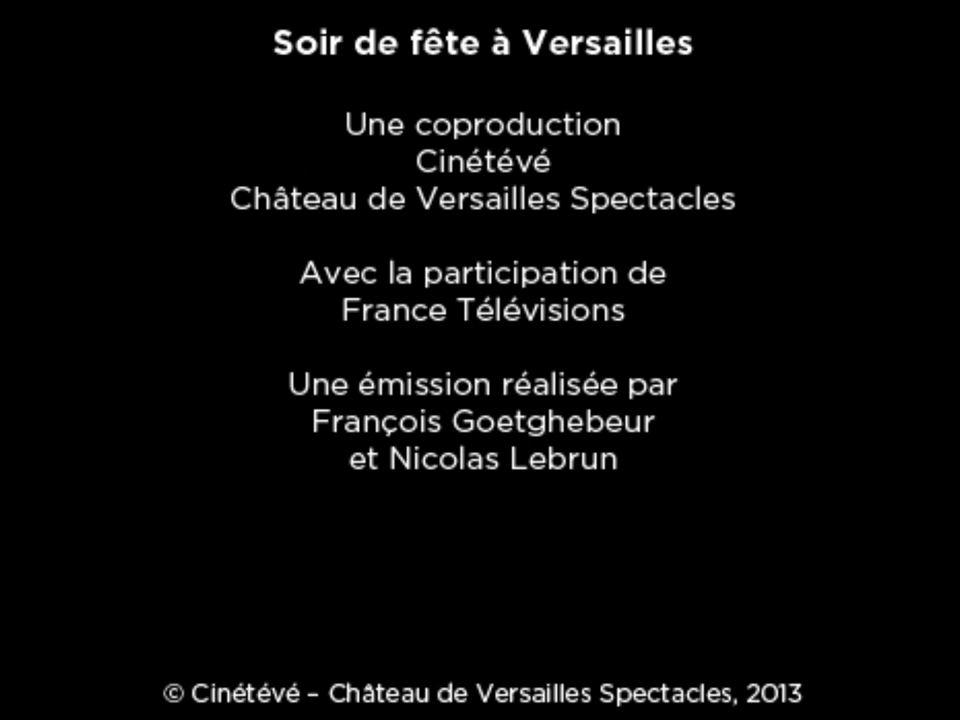 Soir de fête à Versailles
Une coproduction
Cinétévé
Château de Versailles Spectacles
Avec la participation de
France Télévisions
Une émission réalisée par
François Goetghebeur
et Nicolas Lebrun
© Cinétévé – Château de Versailles Spectacles, 2013